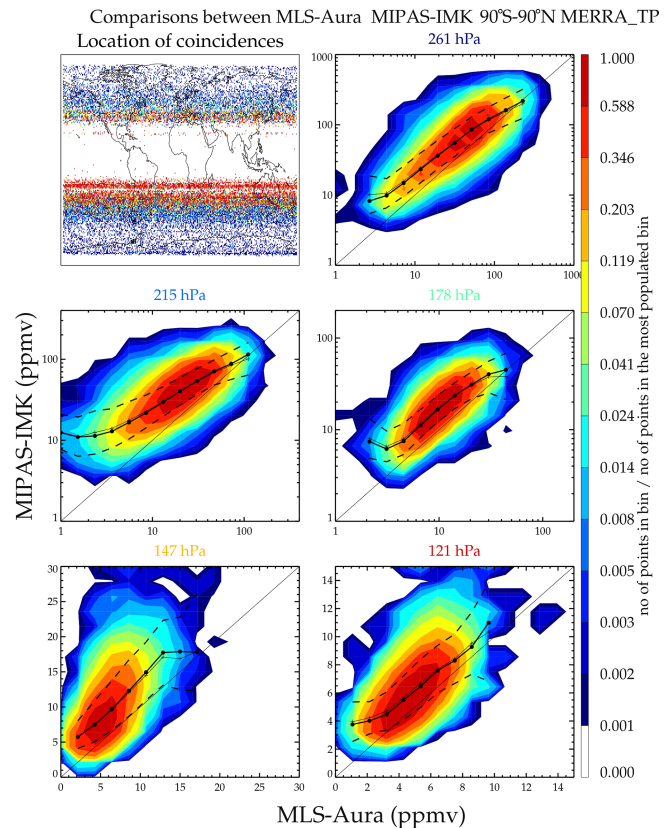 Comparisons between MLS-Aura MIPAS-IMK 90°S-90°N MERRA_TP
Location of coincidences
261 hPa
1000
100
10
1
1 10 100 1000
215 hPa
100
10
1
1 10 100
178 hPa
100
10
1
1 10 100
147 hPa
30
25
20
15
10
5
0
0 5 10 15 20 25 30
121 hPa
14
12
10
8
6
4
2
0
0 2 4 6 8 10 12 14
MIPAS-IMK (ppmv)
MLS-Aura (ppmv)
1.000
0.588
0.346
0.203
0.119
0.070
0.041
0.024
0.014
0.008
0.005
0.003
0.002
0.001
0.000
no of points in bin / no of points in the most populated bin